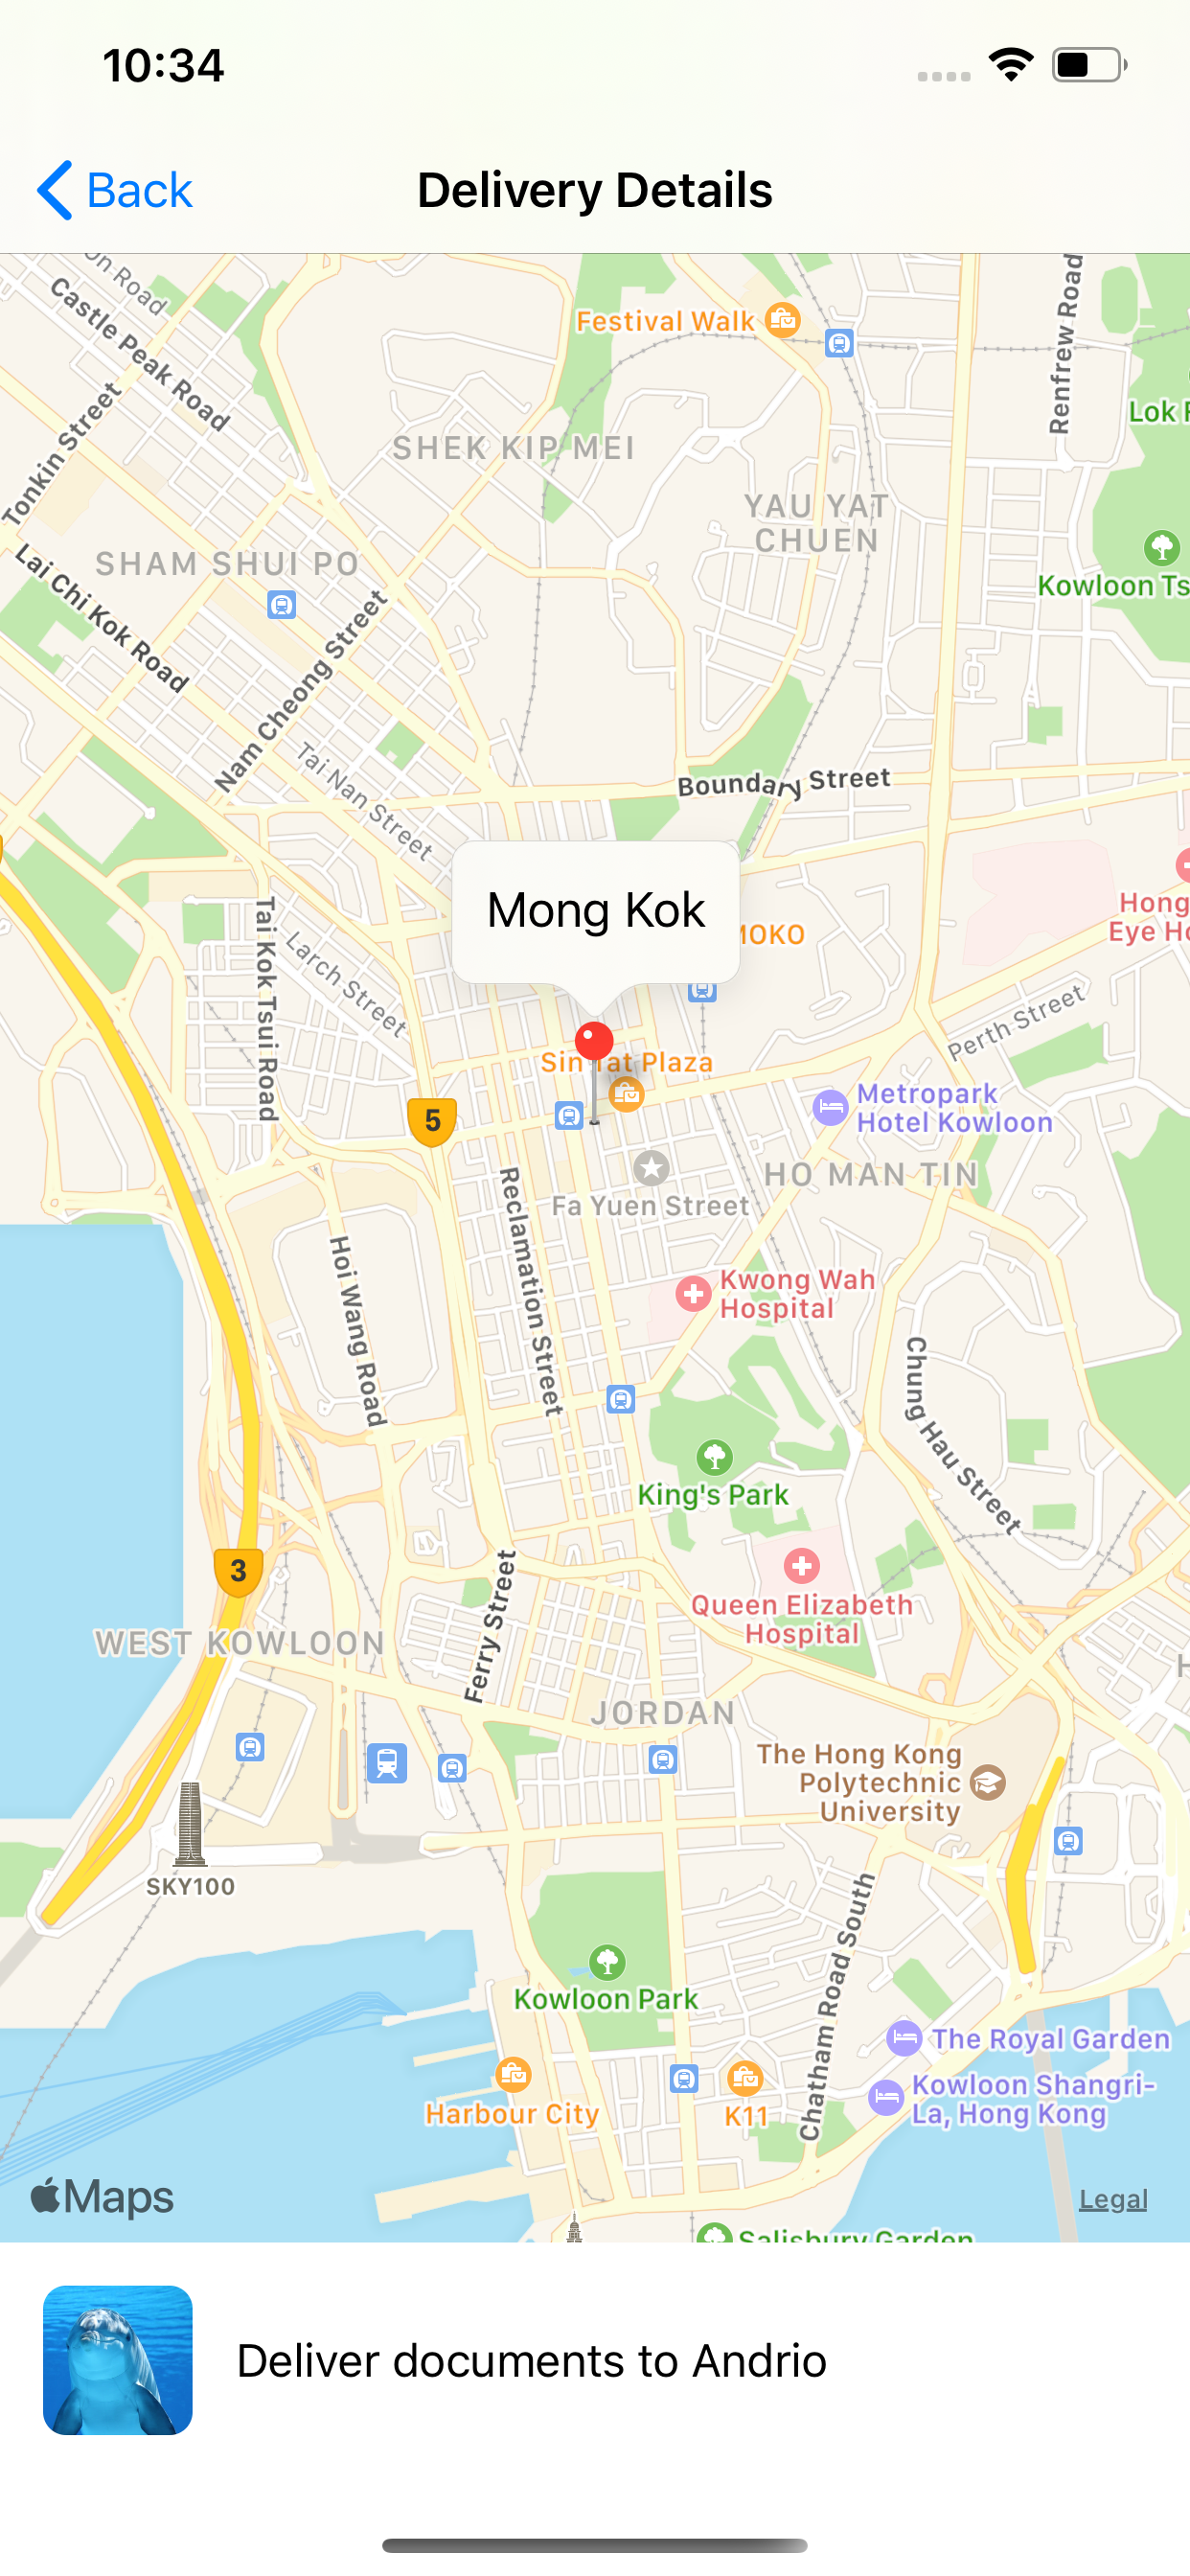 10:34
Back
Delivery Details
On Road
Castle Peak Road
Festival Walk
Renfrew Road
Tonkin Street
Lok
SHEK KIP MEI
YAU YAT
CHUEN
SHAM SHUI PO
Lai Chi Kok Road
Kowloon Ts
Nam Cheong Street
Tai Nan Street
Boundary Street
Mong Kok
MOKO
Hong
Eye Ho
Tai Kok Tsui Road
Larch Street
Perth Street
Sin Tat Plaza
Metropark
Hotel Kowloon
5
HO MAN TIN
Fa Yuen Street
Reclamation Street
Hoi Wang Road
Kwong Wah
Hospital
Chung Hau Street
King's Park
3
Queen Elizabeth
Hospital
WEST KOWLOON
Ferry Street
H
JORDAN
The Hong Kong
Polytechnic
University
SKY100
Chatham Road South
Kowloon Park
The Royal Garden
Kowloon Shangri-
La, Hong Kong
Harbour City
K11
Maps
Legal
Salisbury Garden
Deliver documents to Andrio